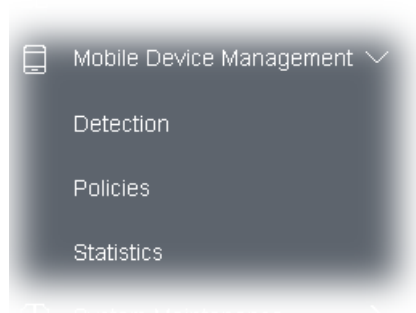 Mobile Device Management
Detection
Policies
Statistics